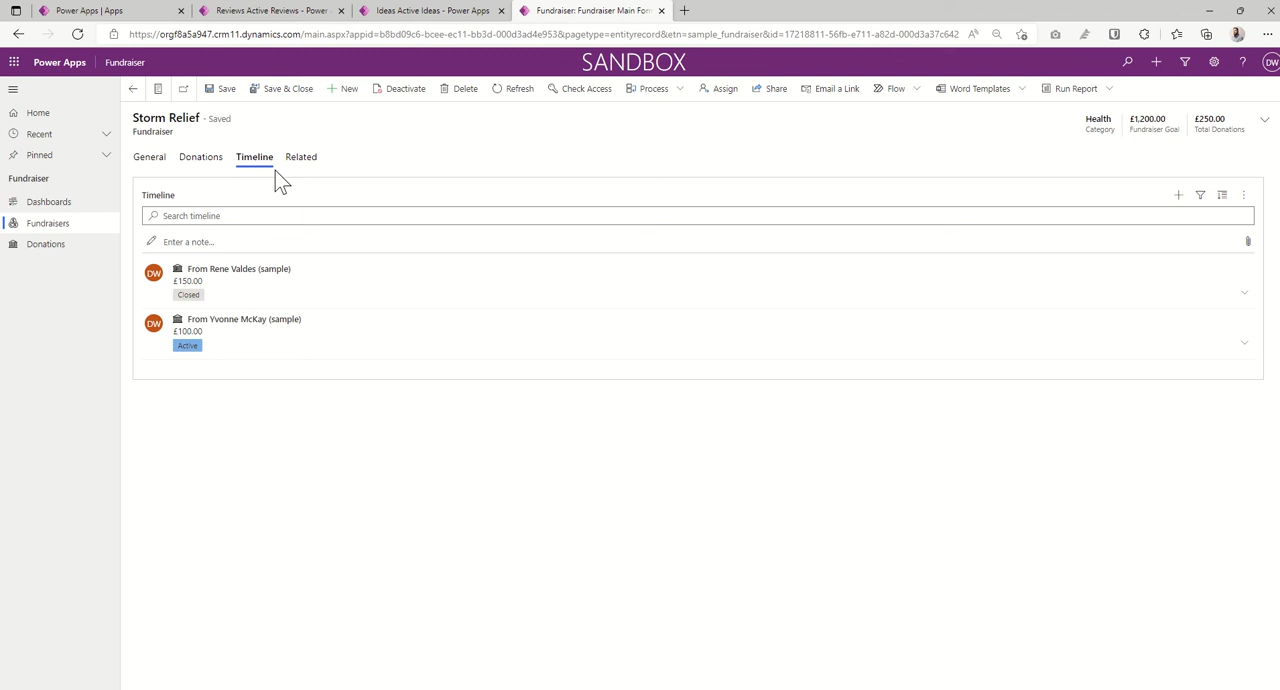 Power Apps | Apps
Reviews Active Reviews - Power
Ideas Active Ideas - Power Apps
Fundraiser: Fundraiser Main Form
https://orgf8a5a947.crm11.dynamics.com/main.aspx?appid=b8bd09c6-bcee-ec11-bb3d-000d3ad4e953&pagetype=entityrecord&etn=sample_fundraiser&id=17218811-56fb-e711-a82d-000d3a37c642
Power Apps Fundraiser SANDBOX DW
Save Save & Close New Deactivate Delete Refresh Check Access Process Assign Share Email a Link Flow Word Templates Run Report
Home
Recent
Pinned
Fundraiser
Dashboards
Fundraisers
Donations
Storm Relief - Saved
Fundraiser
Health £1,200.00 £250.00
Category Fundraiser Goal Total Donations
General Donations Timeline Related
Timeline
Search timeline
Enter a note...
DW From Rene Valdes (sample)
£150.00
Closed
DW From Yvonne McKay (sample)
£100.00
Active